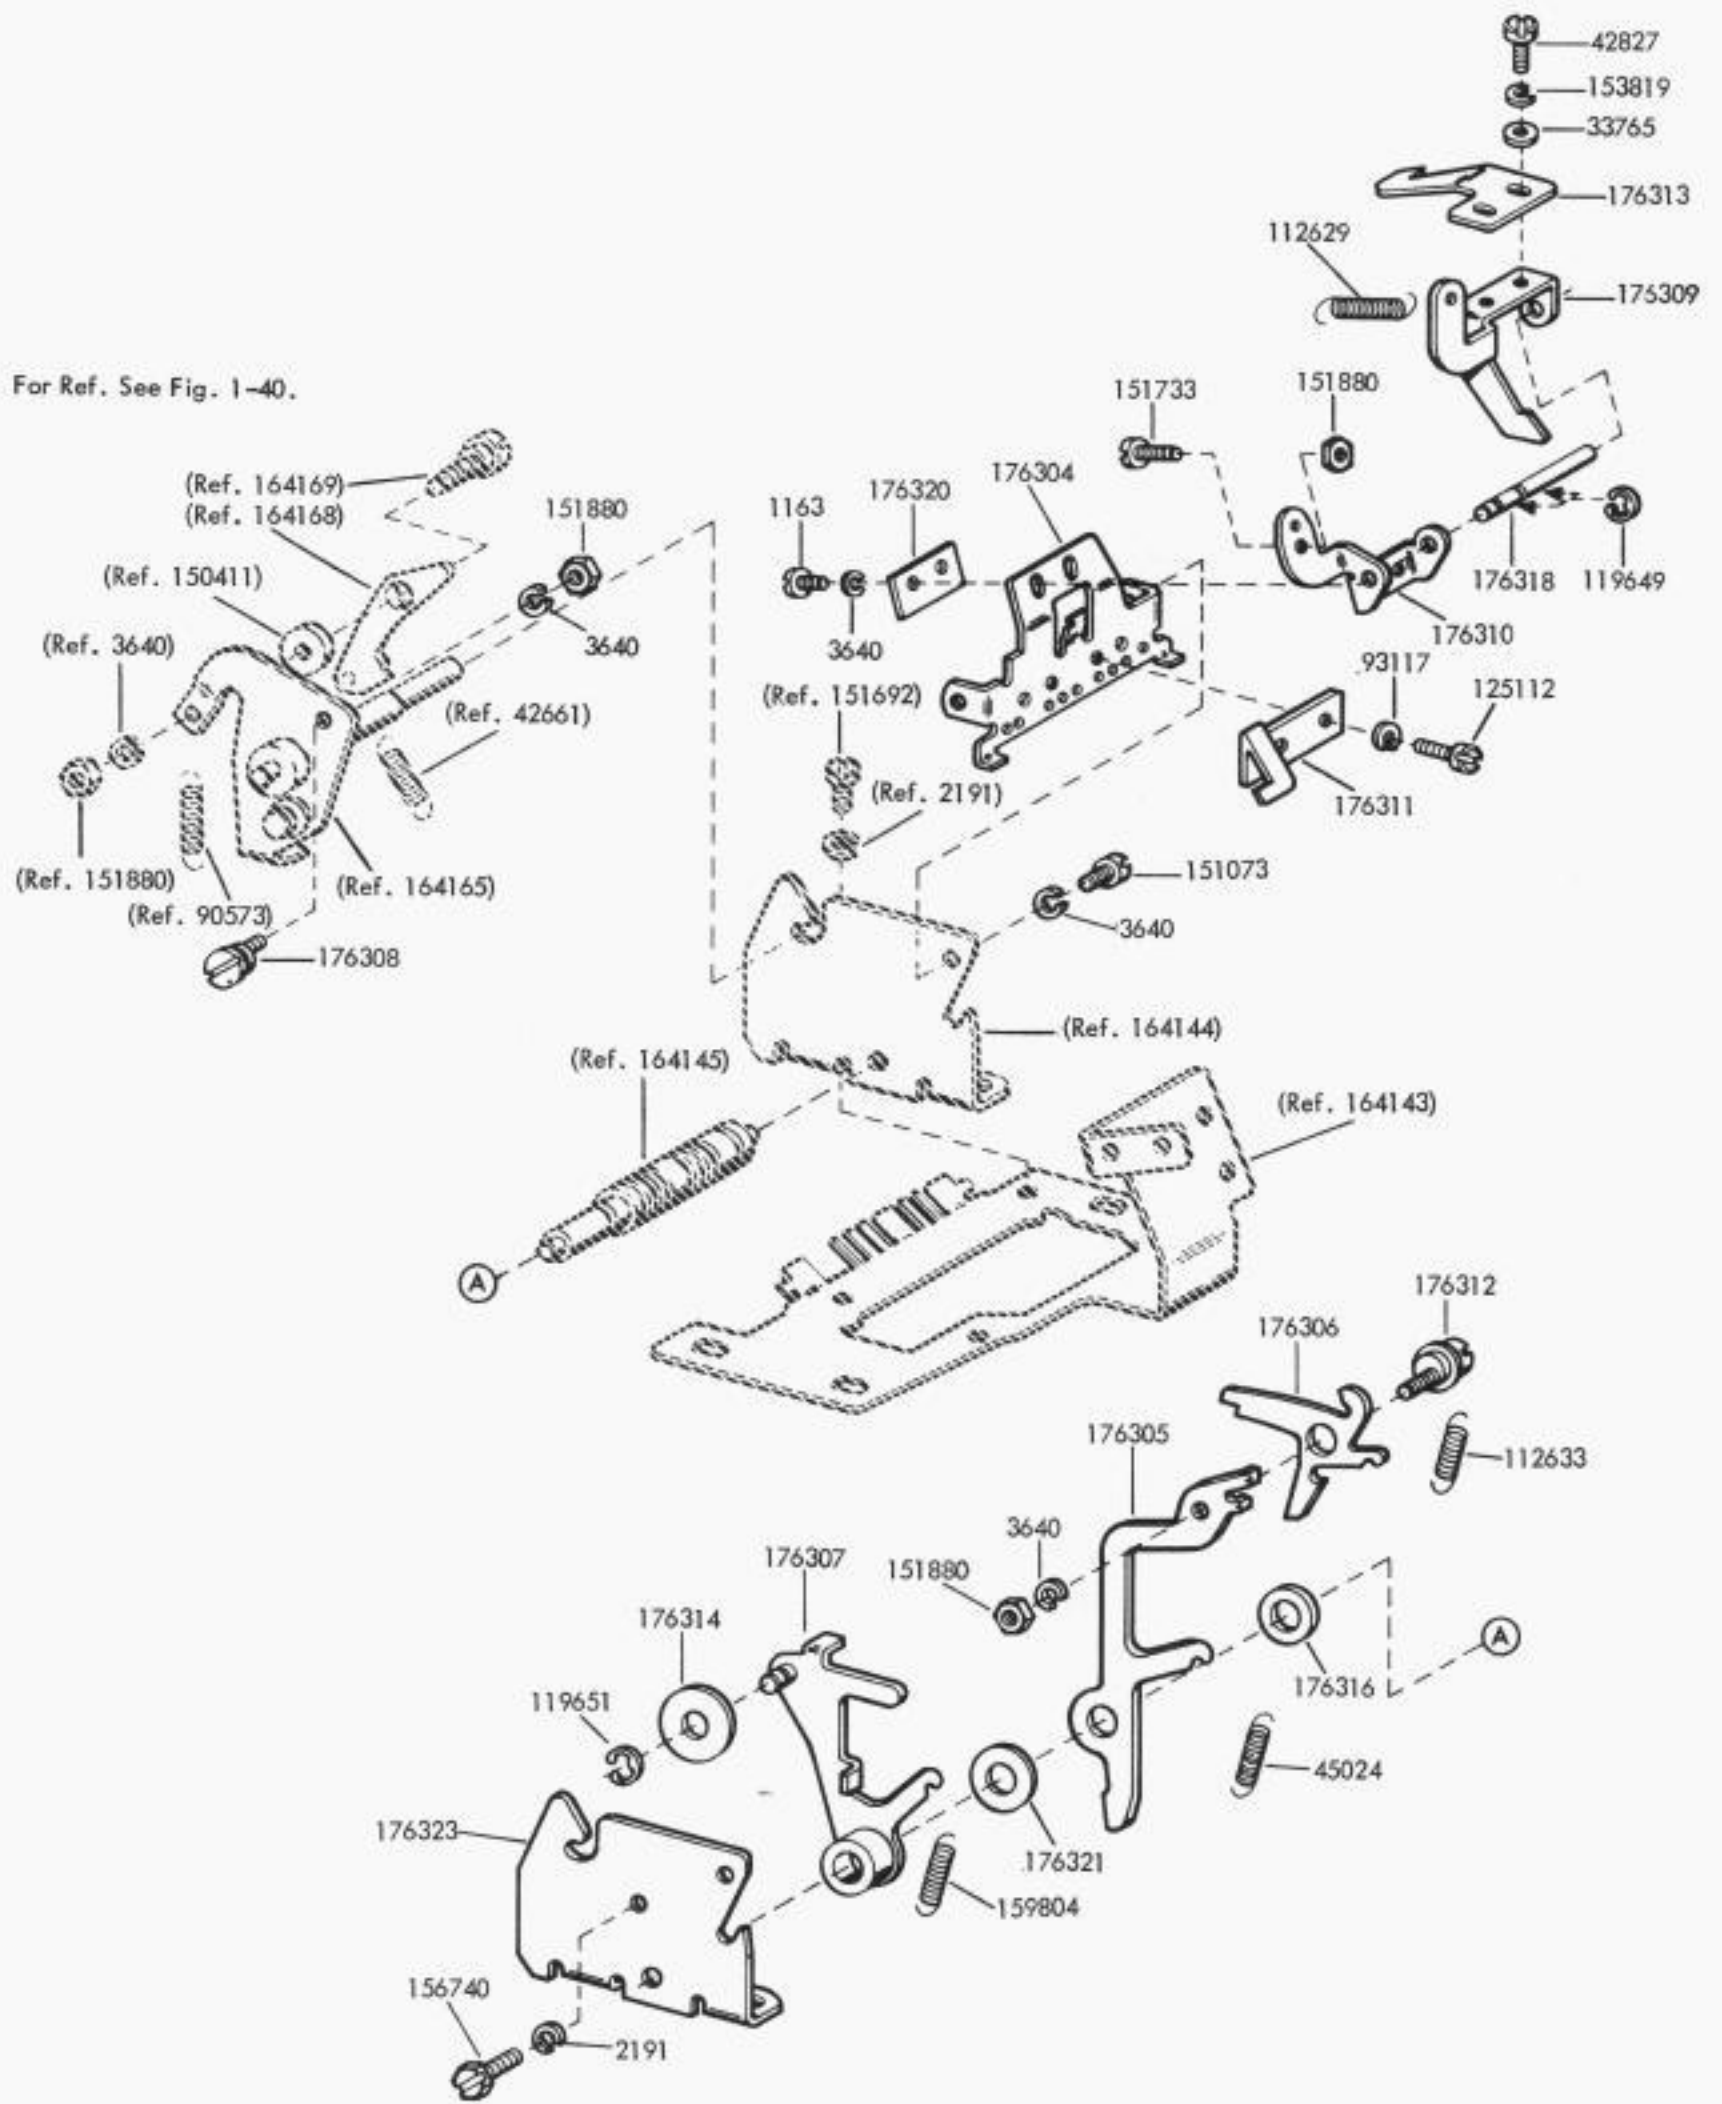 42827
153819
33765
176313
112629
176309
For Ref. See Fig. 1-40.
151733
151880
(Ref. 164169)
(Ref. 164168)
1163
176320
176304
151880
(Ref. 150411)
176318
119649
176310
(Ref. 3640)
3640
3640
93117
125112
(Ref. 151692)
(Ref. 42661)
176311
(Ref. 2191)
(Ref. 151880)
(Ref. 164165)
(Ref. 90573)
151073
3640
176308
(Ref. 164144)
(Ref. 164145)
(Ref. 164143)
A
176312
176306
176305
112633
3640
176307
151880
176314
A
176316
119651
45024
176323
176321
159804
156740
2191